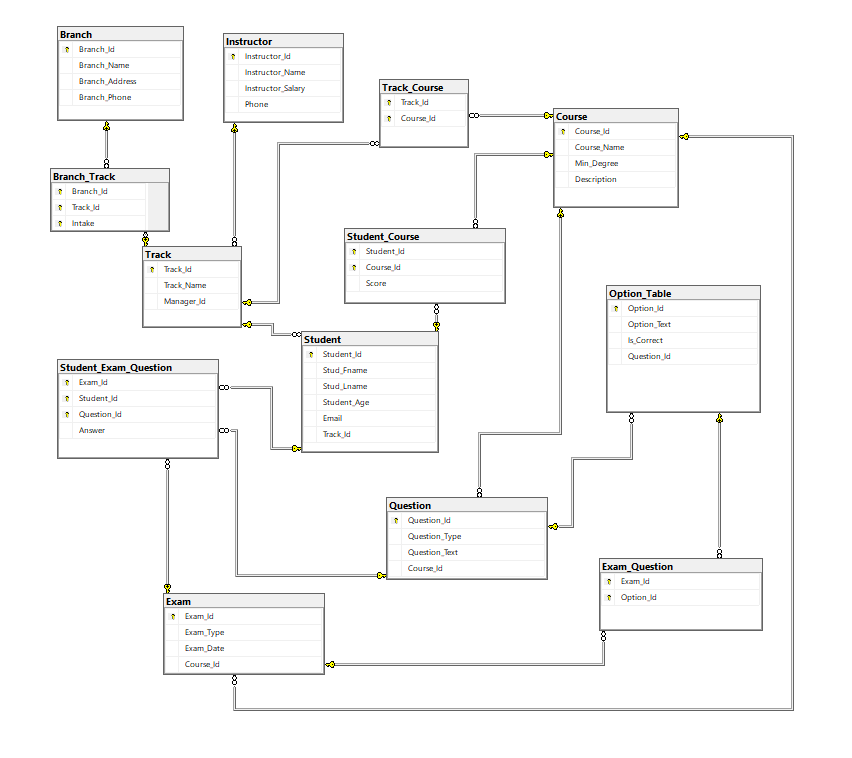 Branch
Branch_Id
Branch_Name
Branch_Address
Branch_Phone
Instructor
Instructor_Id
Instructor_Name
Instructor_Salary
Phone
Track_Course
Track_Id
Course_Id
Course
Course_Id
Course_Name
Min_Degree
Description
Branch_Track
Branch_Id
Track_Id
Intake
Track
Track_Id
Track_Name
Manager_Id
Student_Course
Student_Id
Course_Id
Score
Option_Table
Option_Id
Option_Text
Is_Correct
Question_Id
Student
Student_Id
Stud_Fname
Stud_Lname
Student_Age
Email
Track_Id
Student_Exam_Question
Exam_Id
Student_Id
Question_Id
Answer
Question
Question_Id
Question_Type
Question_Text
Course_Id
Exam_Question
Exam_Id
Option_Id
Exam
Exam_Id
Exam_Type
Exam_Date
Course_Id